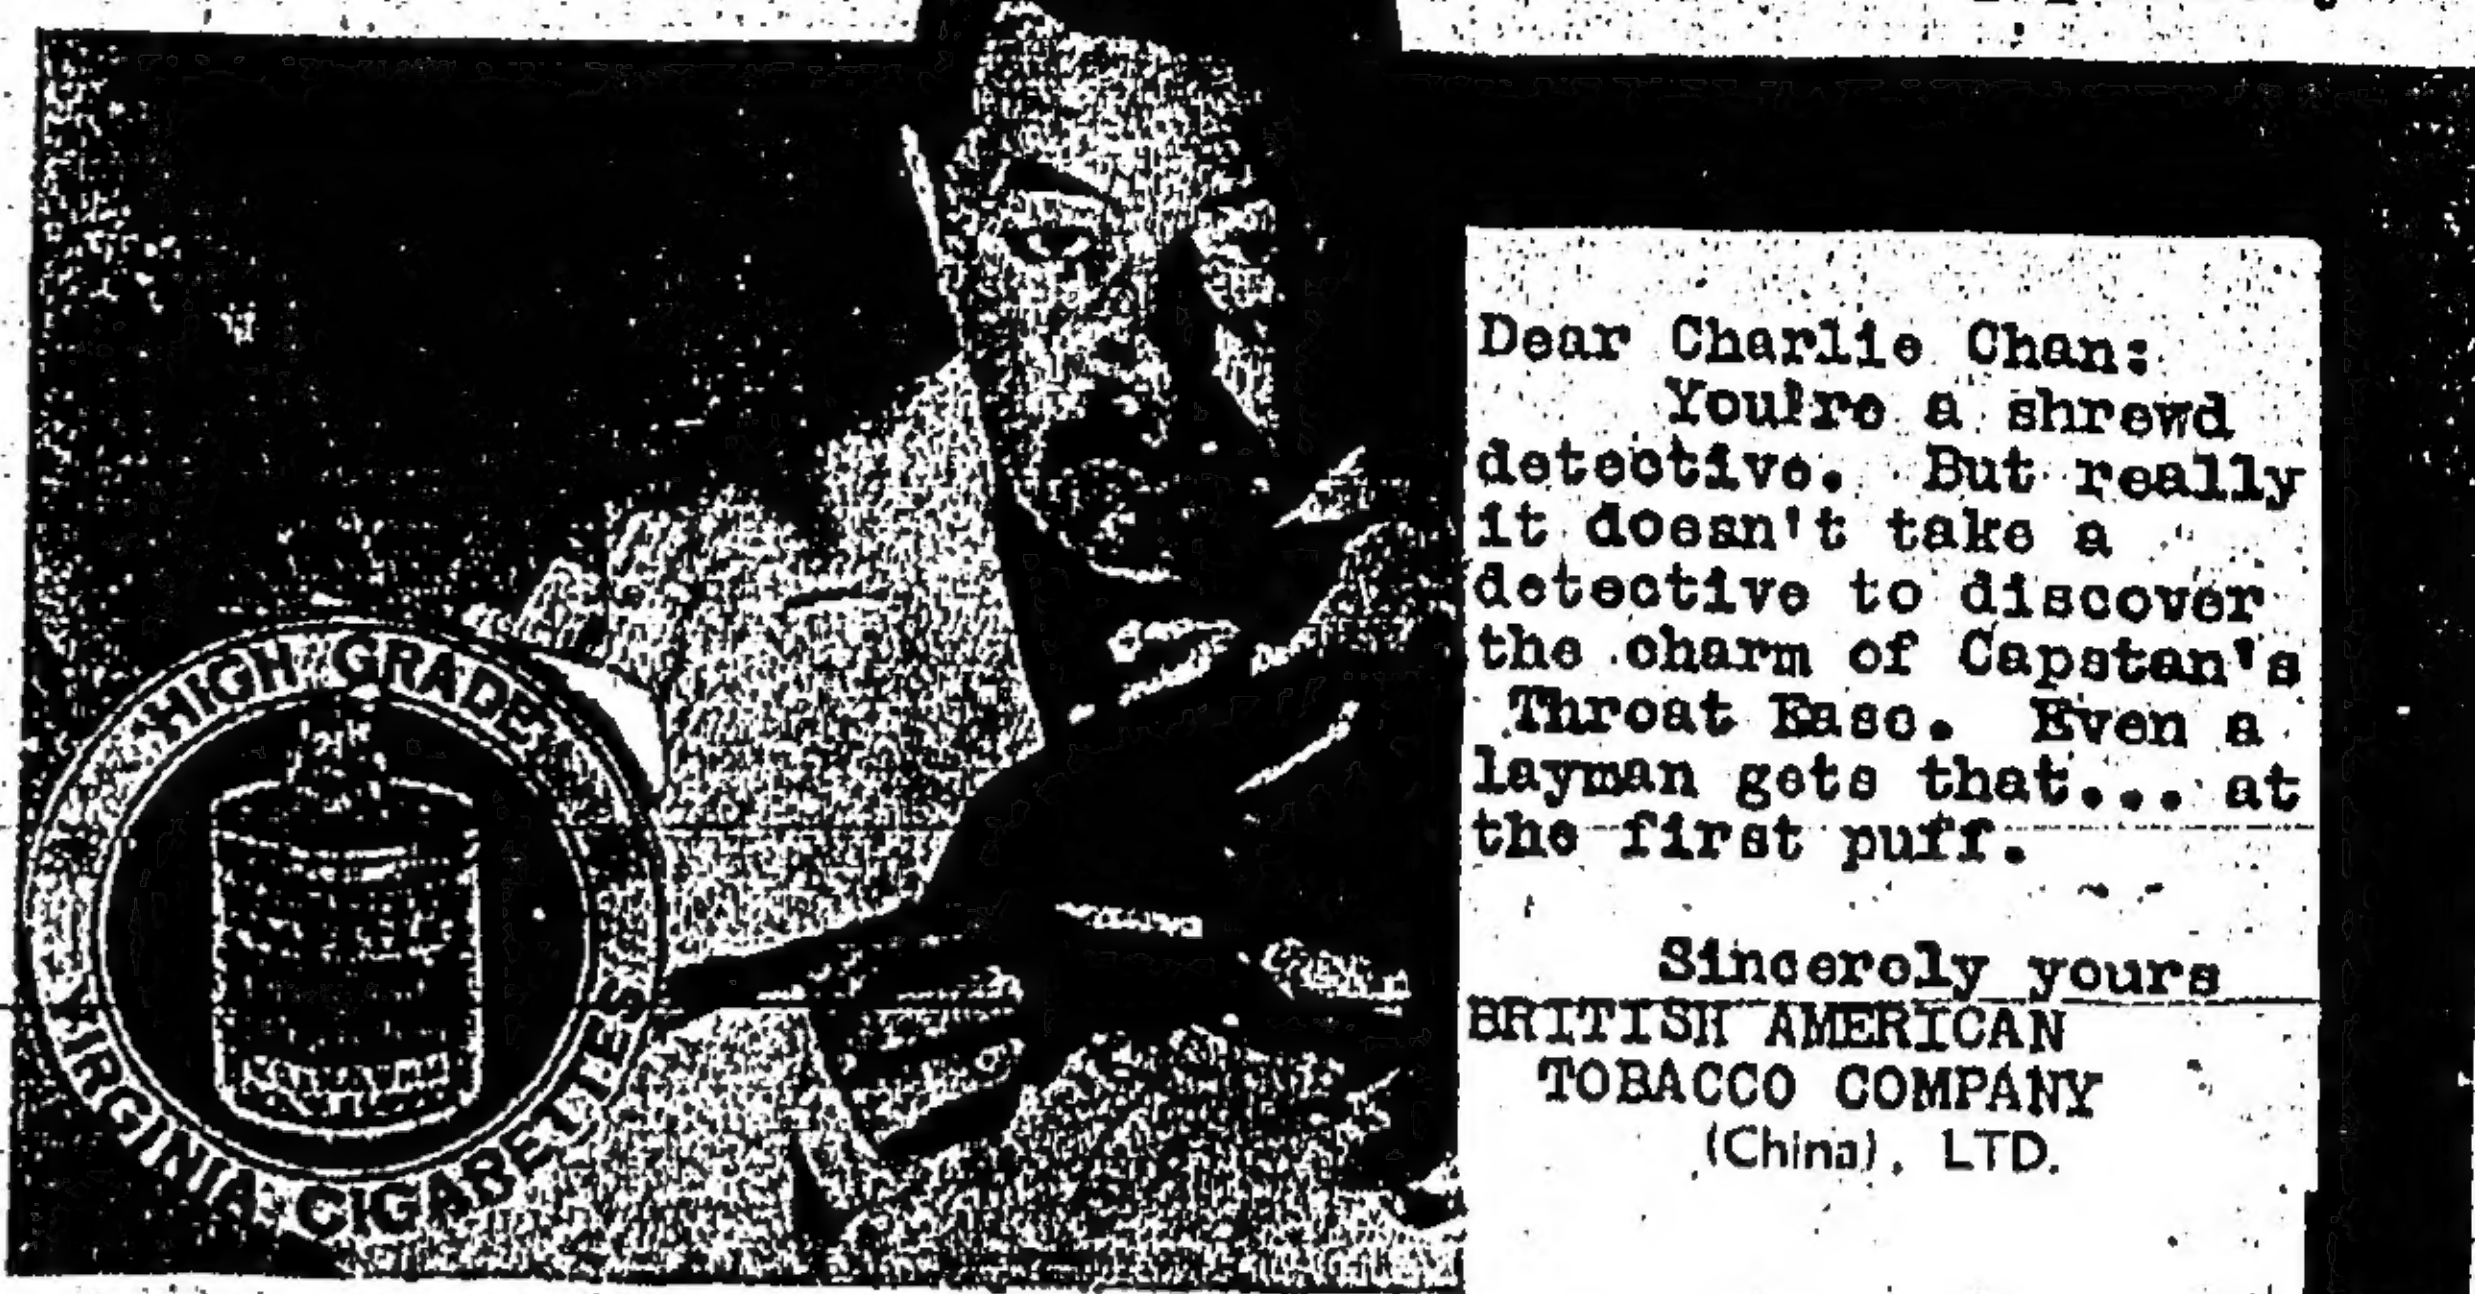 Dear Charlie Chan:
You're a shrewd
detective. But really
it doesn't take a
detective to discover
the charm of Capstan's
Throat Ease. Even a
layman gets that... at
the first puff.
Sincerely yours
BRITISH AMERICAN
TOBACCO COMPANY
(China), LTD.
HIGH GRADE
VIRGINIA CIGARETTES